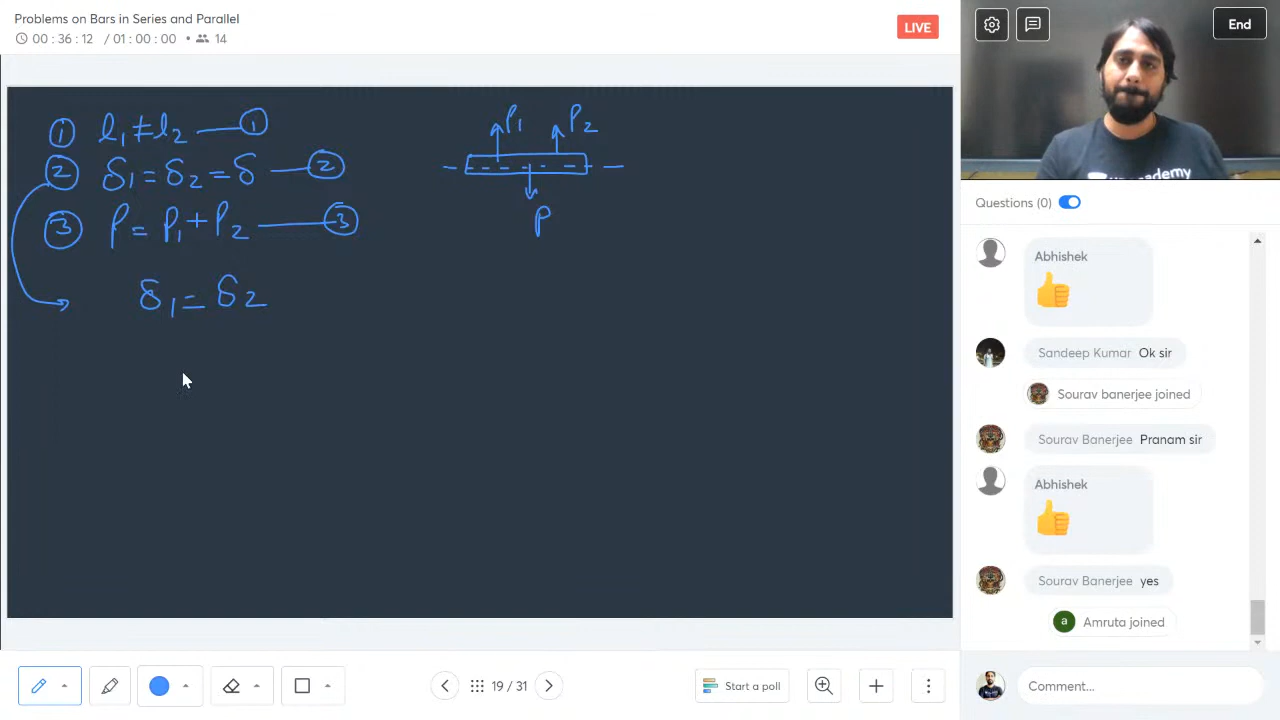 Problems on Bars in Series and Parallel
00 : 36 : 12 / 01 : 00 : 00 • 14
LIVE
End
① l₁ ≠ l₂ — ①
② δ₁ = δ₂ = δ — ②
③ P = P₁ + P₂ — ③
δ₁ = δ₂
P₁ P₂
P
academy
Questions (0)
Abhishek
Sandeep Kumar Ok sir
Sourav banerjee joined
Sourav Banerjee Pranam sir
Abhishek
Sourav Banerjee yes
a Amruta joined
19 / 31
Start a poll
Comment...